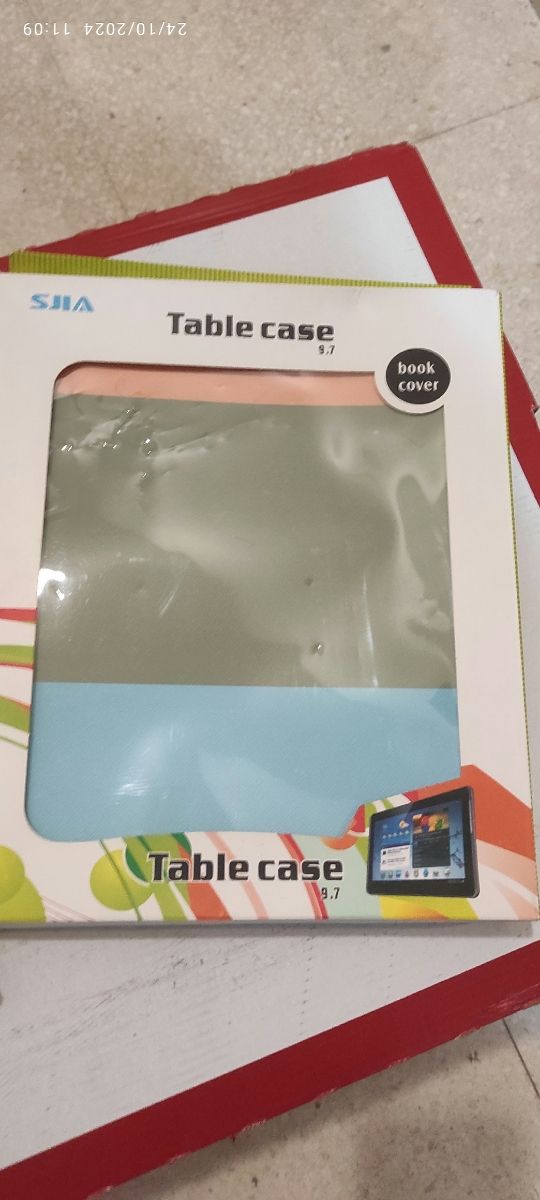 24/10/2024 11:09
SJIA
Table case
9.7
book
cover
Table case
9.7